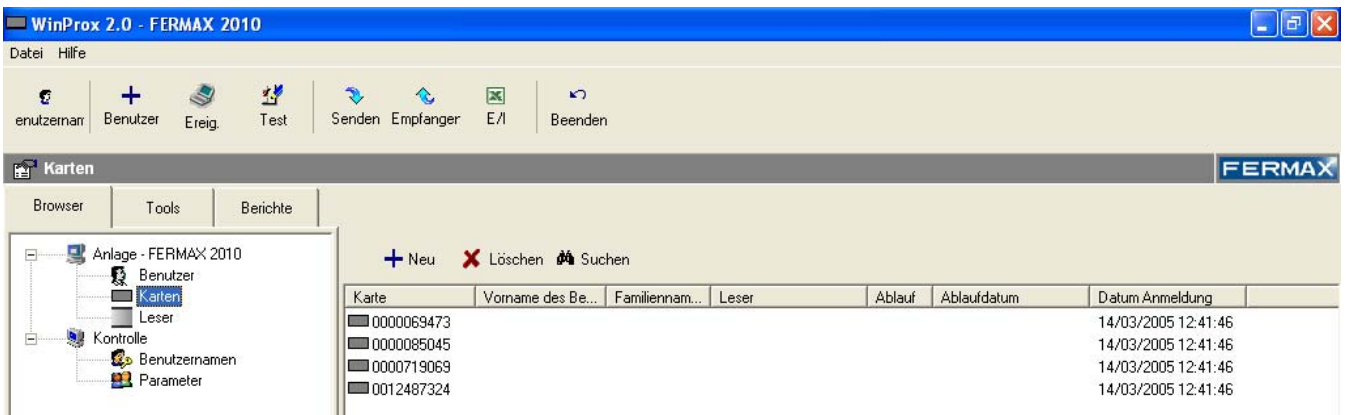 WinProx 2.0 - FERMAX 2010
Datei Hilfe
enutzernan Benutzer Ereig. Test Senden Empfanger E/I Beenden
Karten FERMAX
Browser Tools Berichte
Anlage - FERMAX 2010
Benutzer
Karten
Leser
Kontrolle
Benutzernamen
Parameter
Neu Löschen Suchen
Karte Vorname des Be... Familiennam... Leser Ablauf Ablaufdatum Datum Anmeldung
0000069473 14/03/2005 12:41:46
0000085045 14/03/2005 12:41:46
0000719069 14/03/2005 12:41:46
0012487324 14/03/2005 12:41:46